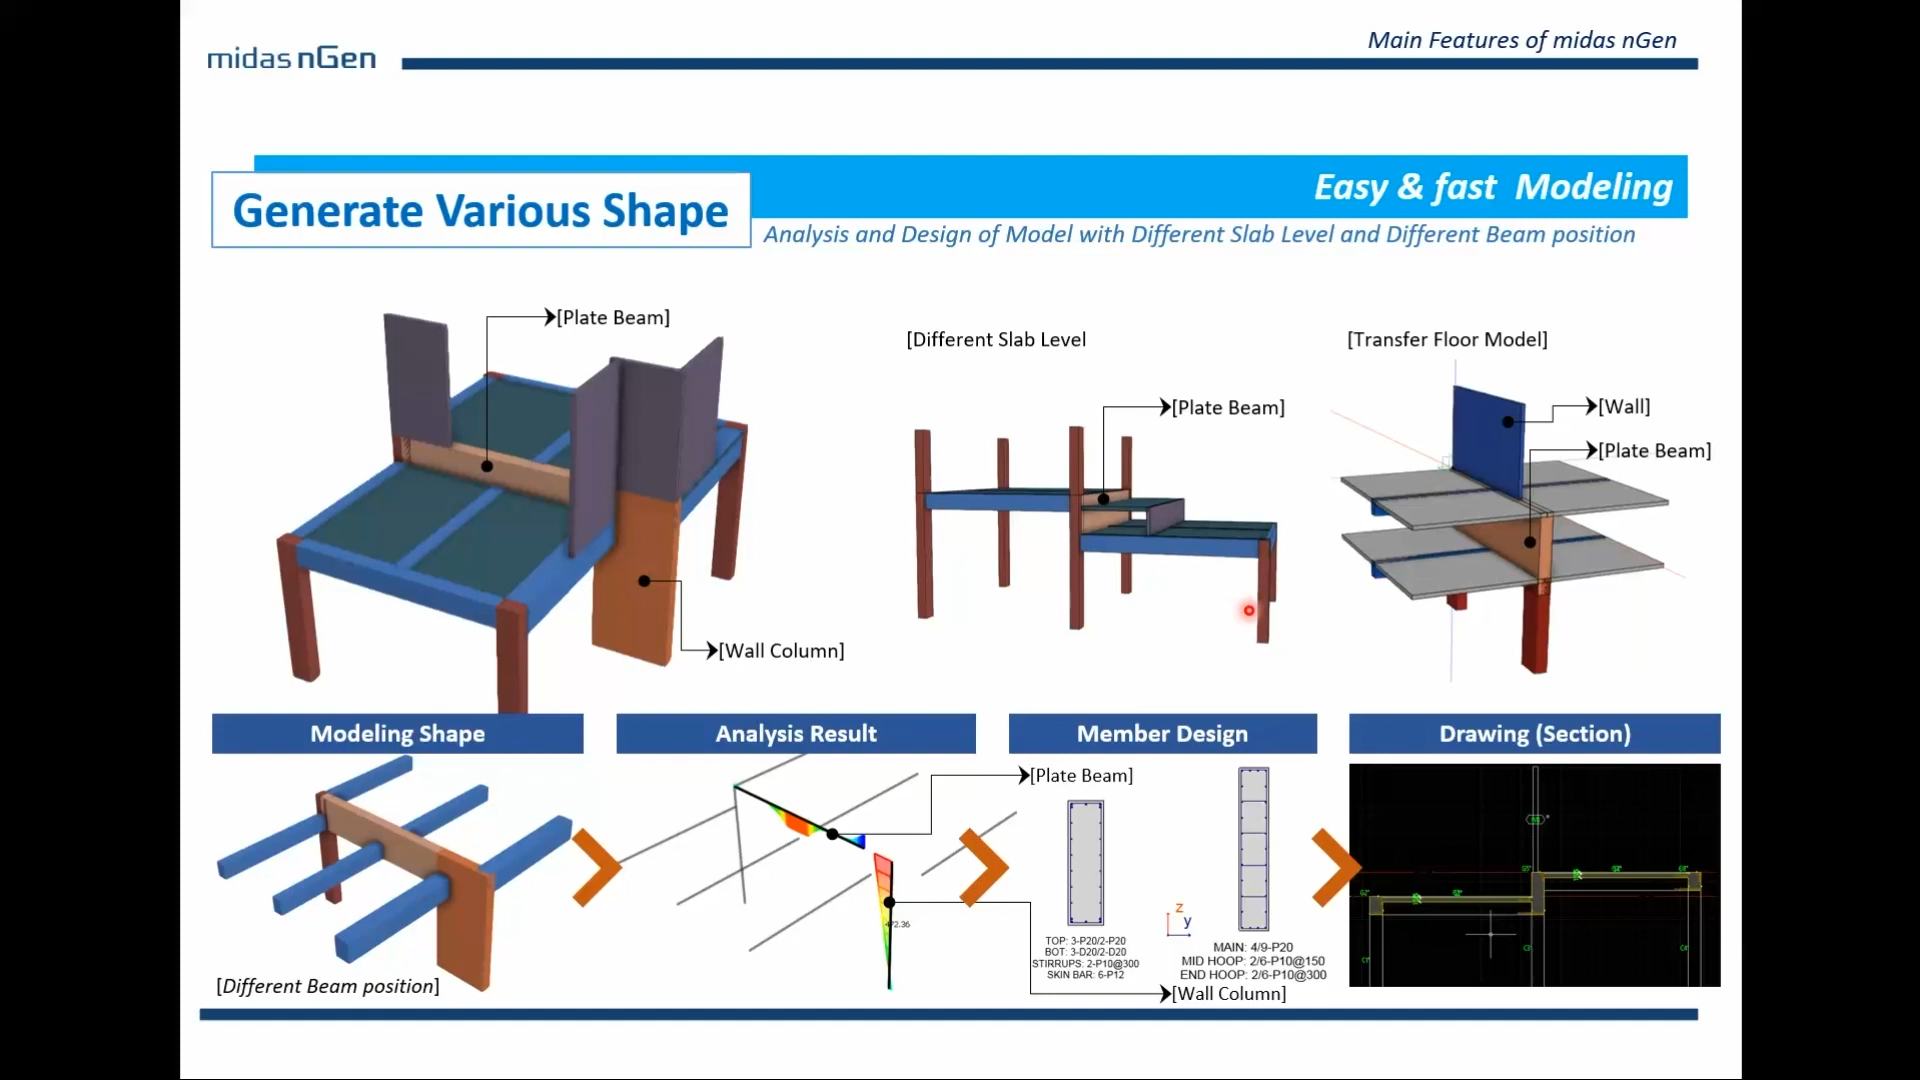 midas nGen
Main Features of midas nGen
Easy & fast Modeling
Generate Various Shape
Analysis and Design of Model with Different Slab Level and Different Beam position
[Plate Beam]
[Wall Column]
[Different Slab Level
[Plate Beam]
[Transfer Floor Model]
[Wall]
[Plate Beam]
Modeling Shape
Analysis Result
Member Design
Drawing (Section)
[Different Beam position]
[Plate Beam]
TOP: 3-P20/2-P20
BOT: 3-D20/2-D20
STIRRUPS: 2-P10@300
SKIN BAR: 6-P12
z
y
MAIN: 4/9-P20
MID HOOP: 2/6-P10@150
END HOOP: 2/6-P10@300
[Wall Column]